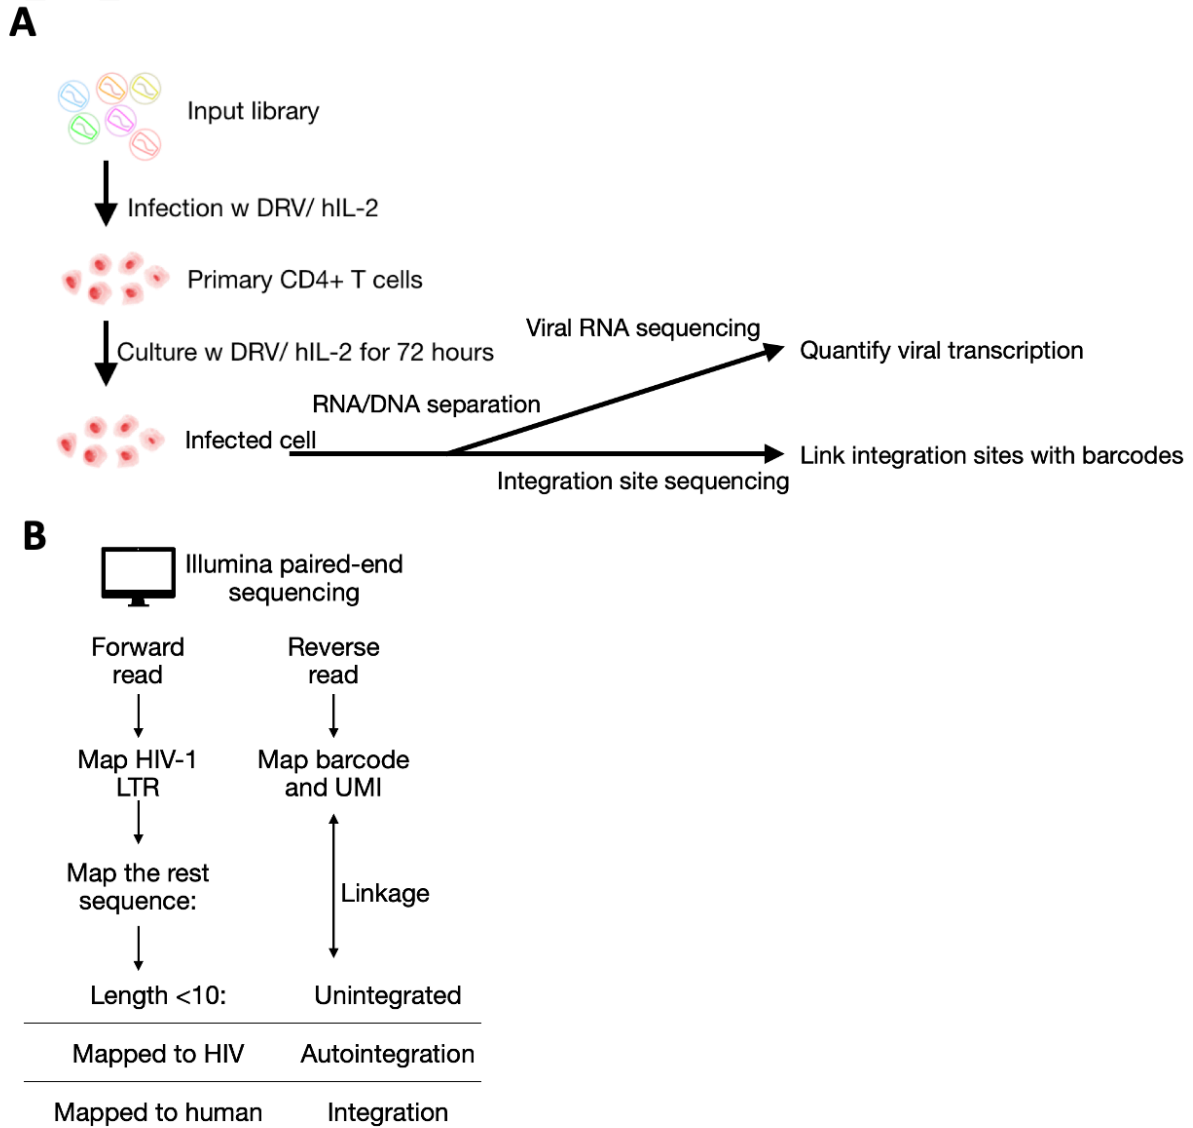 A
Input library
Infection w DRV/ hIL-2
Primary CD4+ T cells
Culture w DRV/ hIL-2 for 72 hours
Viral RNA sequencing
Quantify viral transcription
RNA/DNA separation
Infected cell
Link integration sites with barcodes
Integration site sequencing
B
Illumina paired-end
sequencing
Forward
read
Reverse
read
Map HIV-1
LTR
Map barcode
and UMI
Map the rest
sequence:
Linkage
Length <10:
Unintegrated
Mapped to HIV
Autointegration
Mapped to human
Integration